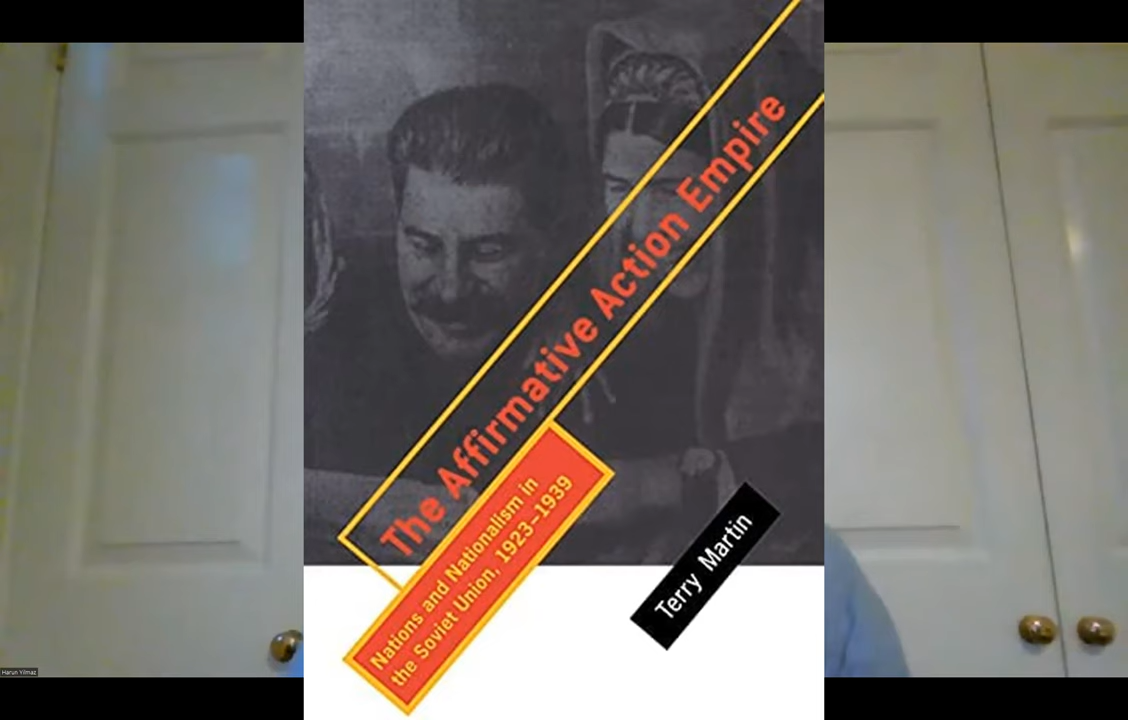 The Affirmative Action Empire
Nations and Nationalism in
the Soviet Union, 1923–1939
Terry Martin
Harun Yilmaz